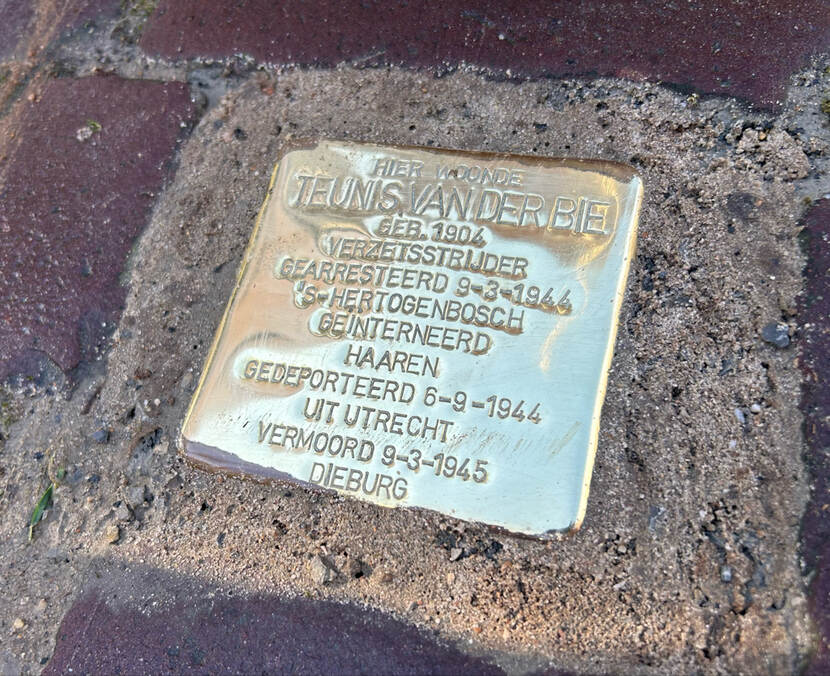 HIER WOONDE
TEUNIS VAN DER BIE
GEB. 1904
VERZETSSTRIJDER
GEARRESTEERD 9-3-1944
'S-HERTOGENBOSCH
GEÏNTERNEERD
HAAREN
GEDEPORTEERD 6-9-1944
UIT UTRECHT
VERMOORD 9-3-1945
DIEBURG